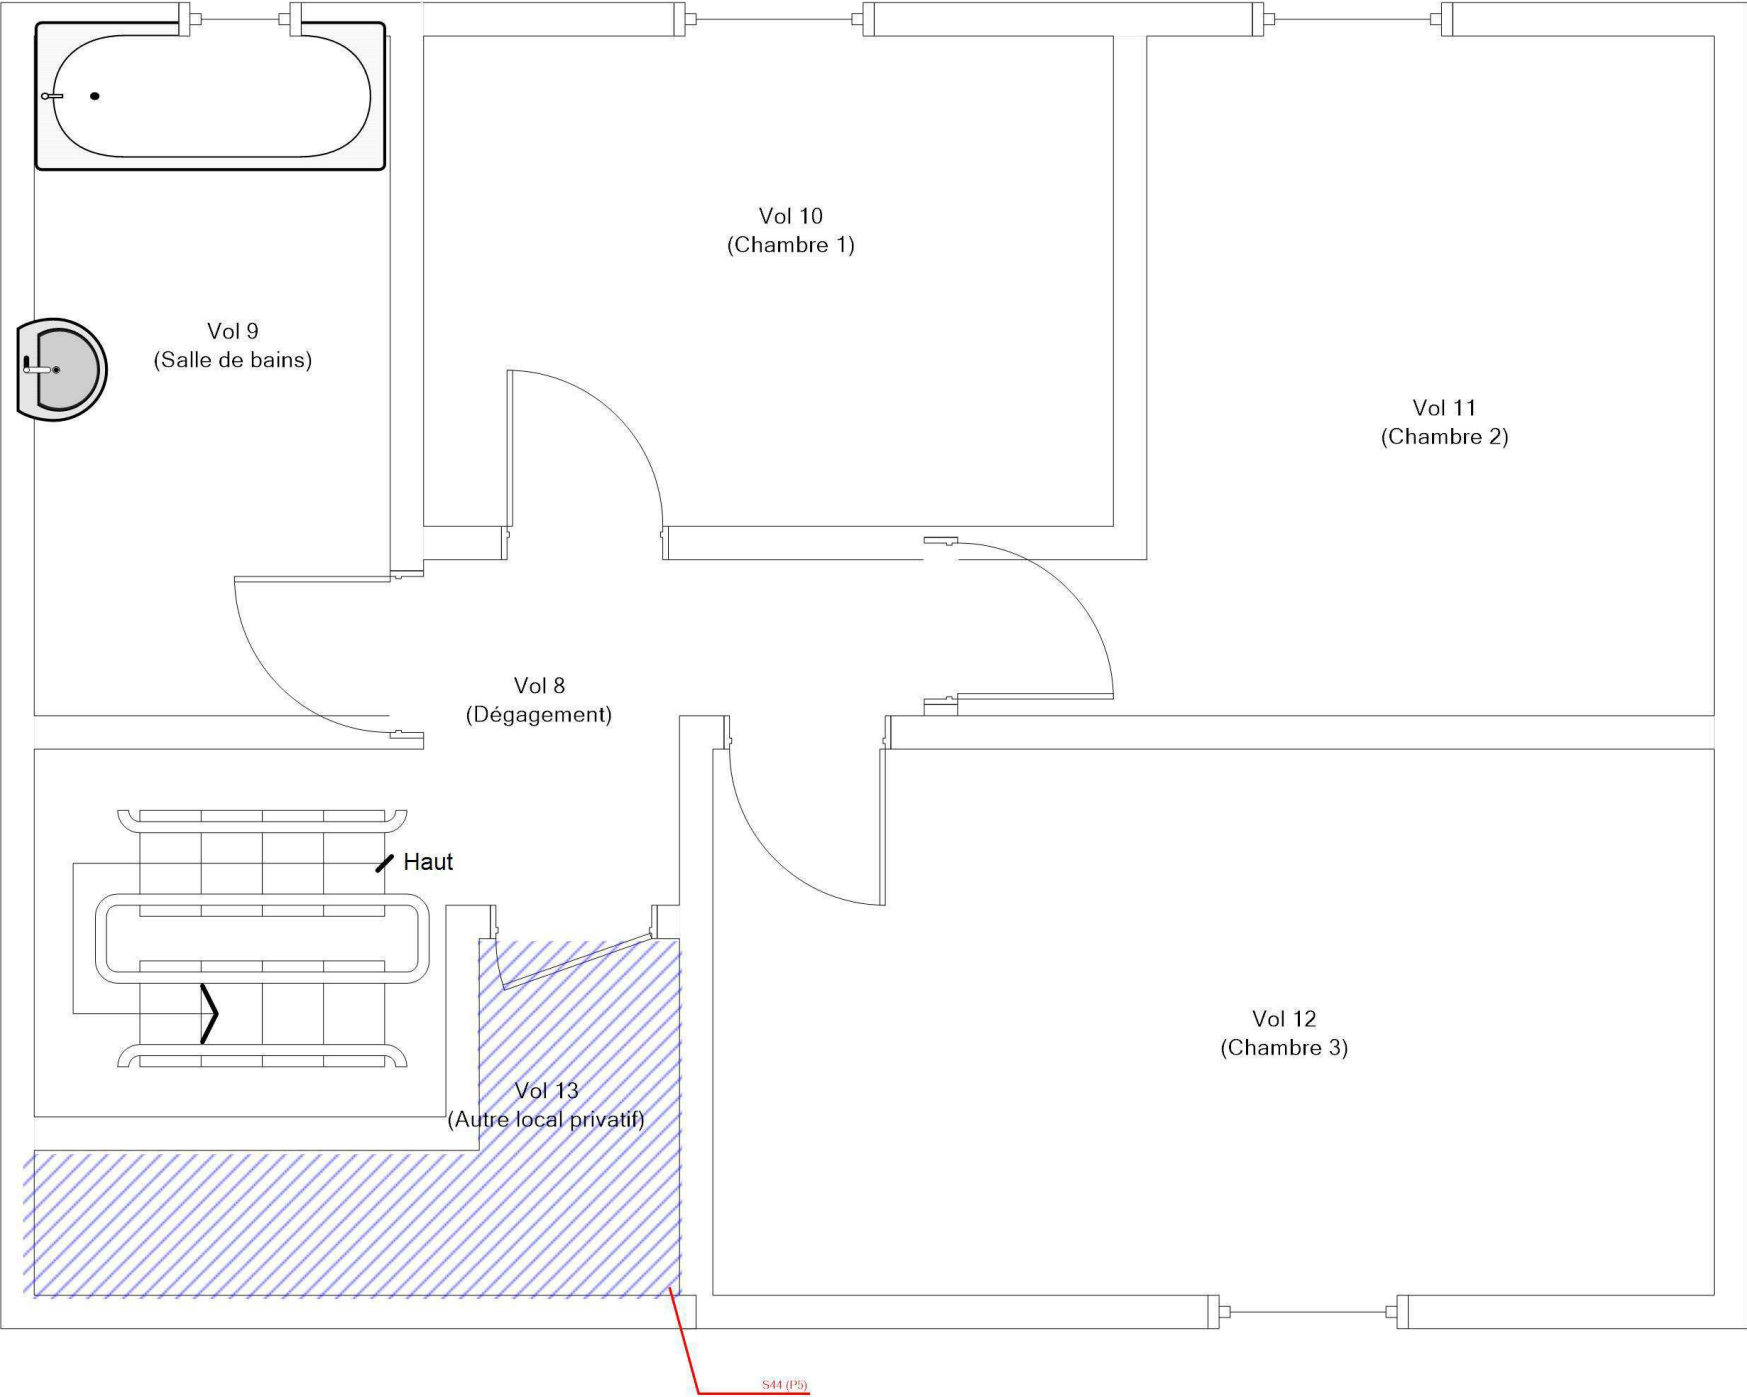 Vol 10
(Chambre 1)
Vol 9
(Salle de bains)
Vol 11
(Chambre 2)
Vol 8
(Dégagement)
Haut
Vol 12
(Chambre 3)
Vol 13
(Autre local privatif)
S44 (P5)